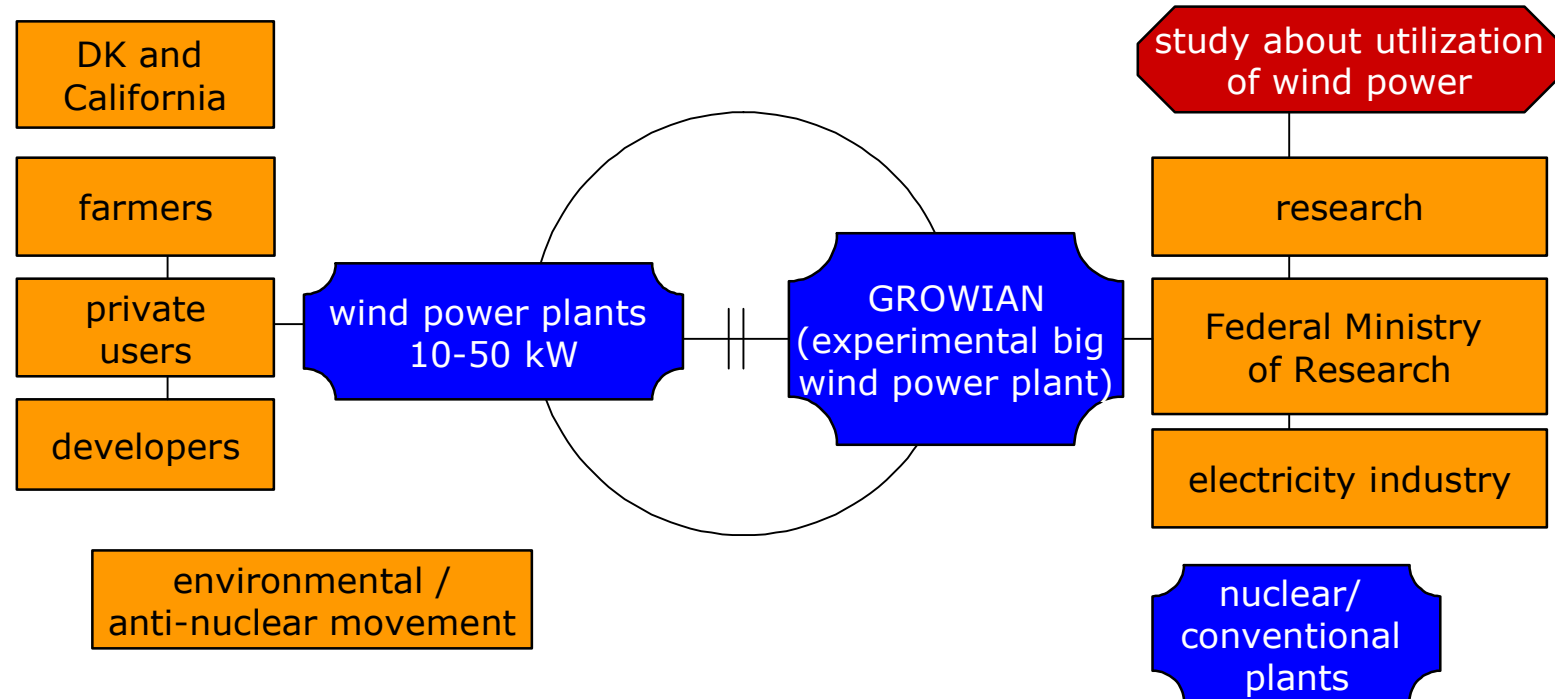 DK and
California
farmers
private
users
developers
environmental /
anti-nuclear movement
wind power plants
10-50 kW
GROWIAN
(experimental big
wind power plant)
study about utilization
of wind power
research
Federal Ministry
of Research
electricity industry
nuclear/
conventional
plants